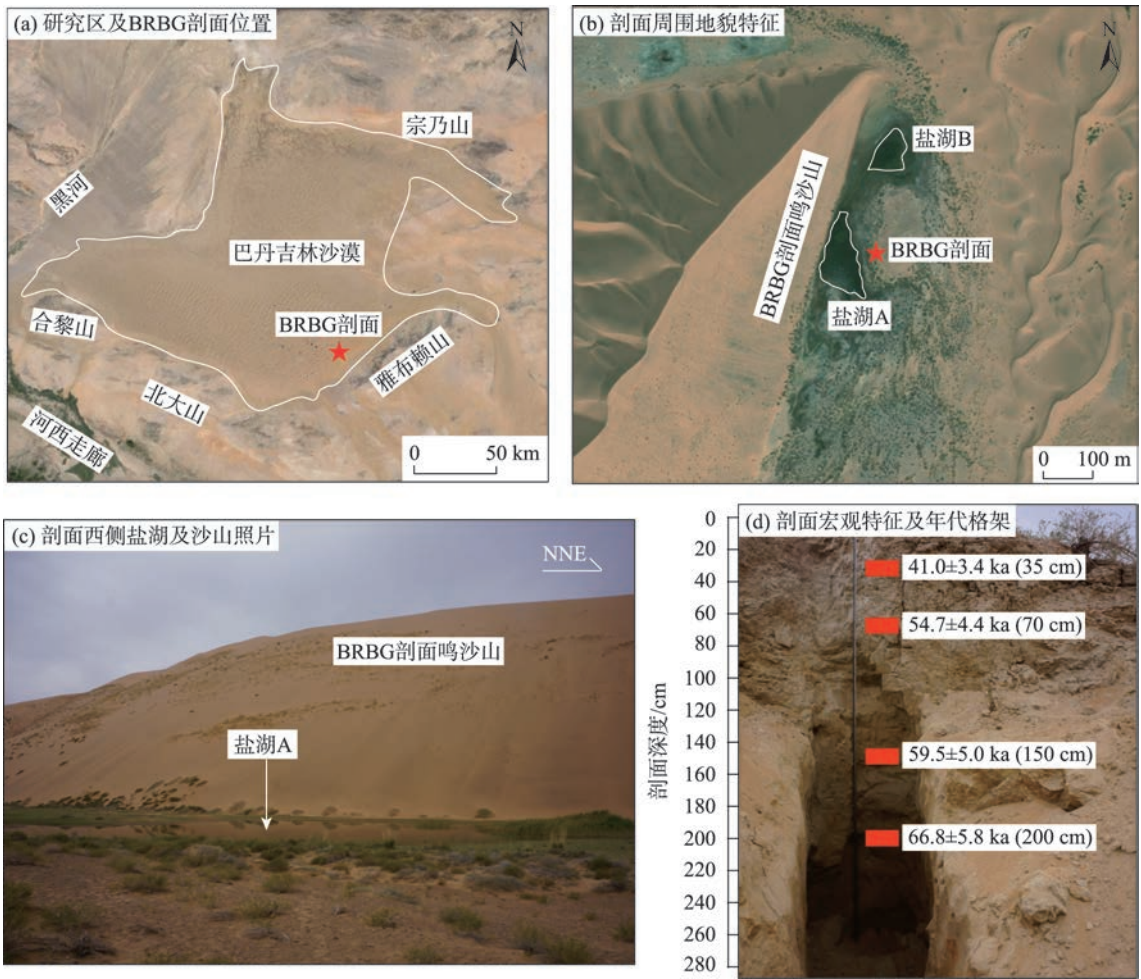 (a) 研究区及BRBG剖面位置
N
宗乃山
黑河
巴丹吉林沙漠
BRBG剖面
合黎山
雅布赖山
北大山
河西走廊
0 50 km
(b) 剖面周围地貌特征
N
盐湖B
BRBG剖面鸣沙山
BRBG剖面
盐湖A
0 100 m
(c) 剖面西侧盐湖及沙山照片
NNE
BRBG剖面鸣沙山
盐湖A
(d) 剖面宏观特征及年代格架
剖面深度/cm
0
20
40
60
80
100
120
140
160
180
200
220
240
260
280
41.0±3.4 ka (35 cm)
54.7±4.4 ka (70 cm)
59.5±5.0 ka (150 cm)
66.8±5.8 ka (200 cm)